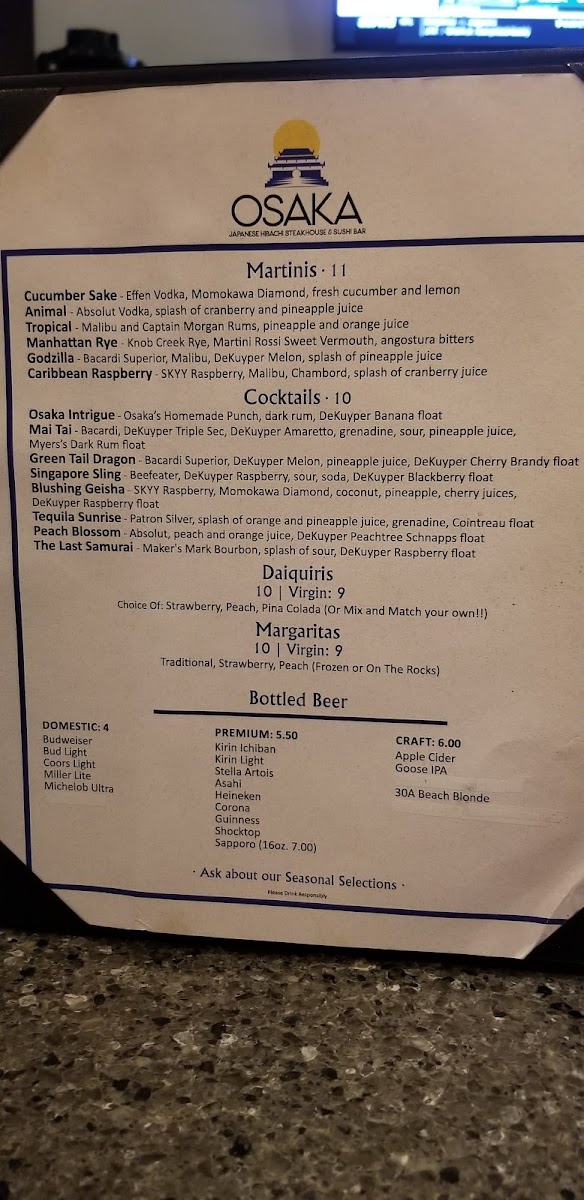 OSAKA
JAPANESE HIBACHI STEAKHOUSE & SUSHI BAR
Martinis · 11
Cucumber Sake - Effen Vodka, Momokawa Diamond, fresh cucumber and lemon
Animal - Absolut Vodka, splash of cranberry and pineapple juice
Tropical - Malibu and Captain Morgan Rums, pineapple and orange juice
Manhattan Rye - Knob Creek Rye, Martini Rossi Sweet Vermouth, angostura bitters
Godzilla - Bacardi Superior, Malibu, DeKuyper Melon, splash of pineapple juice
Caribbean Raspberry - SKYY Raspberry, Malibu, Chambord, splash of cranberry juice
Cocktails · 10
Osaka Intrigue - Osaka's Homemade Punch, dark rum, DeKuyper Banana float
Mai Tai - Bacardi, DeKuyper Triple Sec, DeKuyper Amaretto, grenadine, sour, pineapple juice,
Myers's Dark Rum float
Green Tail Dragon - Bacardi Superior, DeKuyper Melon, pineapple juice, DeKuyper Cherry Brandy float
Singapore Sling - Beefeater, DeKuyper Raspberry, sour, soda, DeKuyper Blackberry float
Blushing Geisha - SKYY Raspberry, Momokawa Diamond, coconut, pineapple, cherry juices,
DeKuyper Raspberry float
Tequila Sunrise - Patron Silver, splash of orange and pineapple juice, grenadine, Cointreau float
Peach Blossom - Absolut, peach and orange juice, DeKuyper Peachtree Schnapps float
The Last Samurai - Maker's Mark Bourbon, splash of sour, DeKuyper Raspberry float
Daiquiris
10 | Virgin: 9
Choice Of: Strawberry, Peach, Pina Colada (Or Mix and Match your own!!)
Margaritas
10 | Virgin: 9
Traditional, Strawberry, Peach (Frozen or On The Rocks)
Bottled Beer
DOMESTIC: 4
Budweiser
Bud Light
Coors Light
Miller Lite
Michelob Ultra
PREMIUM: 5.50
Kirin Ichiban
Kirin Light
Stella Artois
Asahi
Heineken
Corona
Guinness
Shocktop
Sapporo (16oz. 7.00)
CRAFT: 6.00
Apple Cider
Goose IPA
30A Beach Blonde
· Ask about our Seasonal Selections ·
Please Drink Responsibly